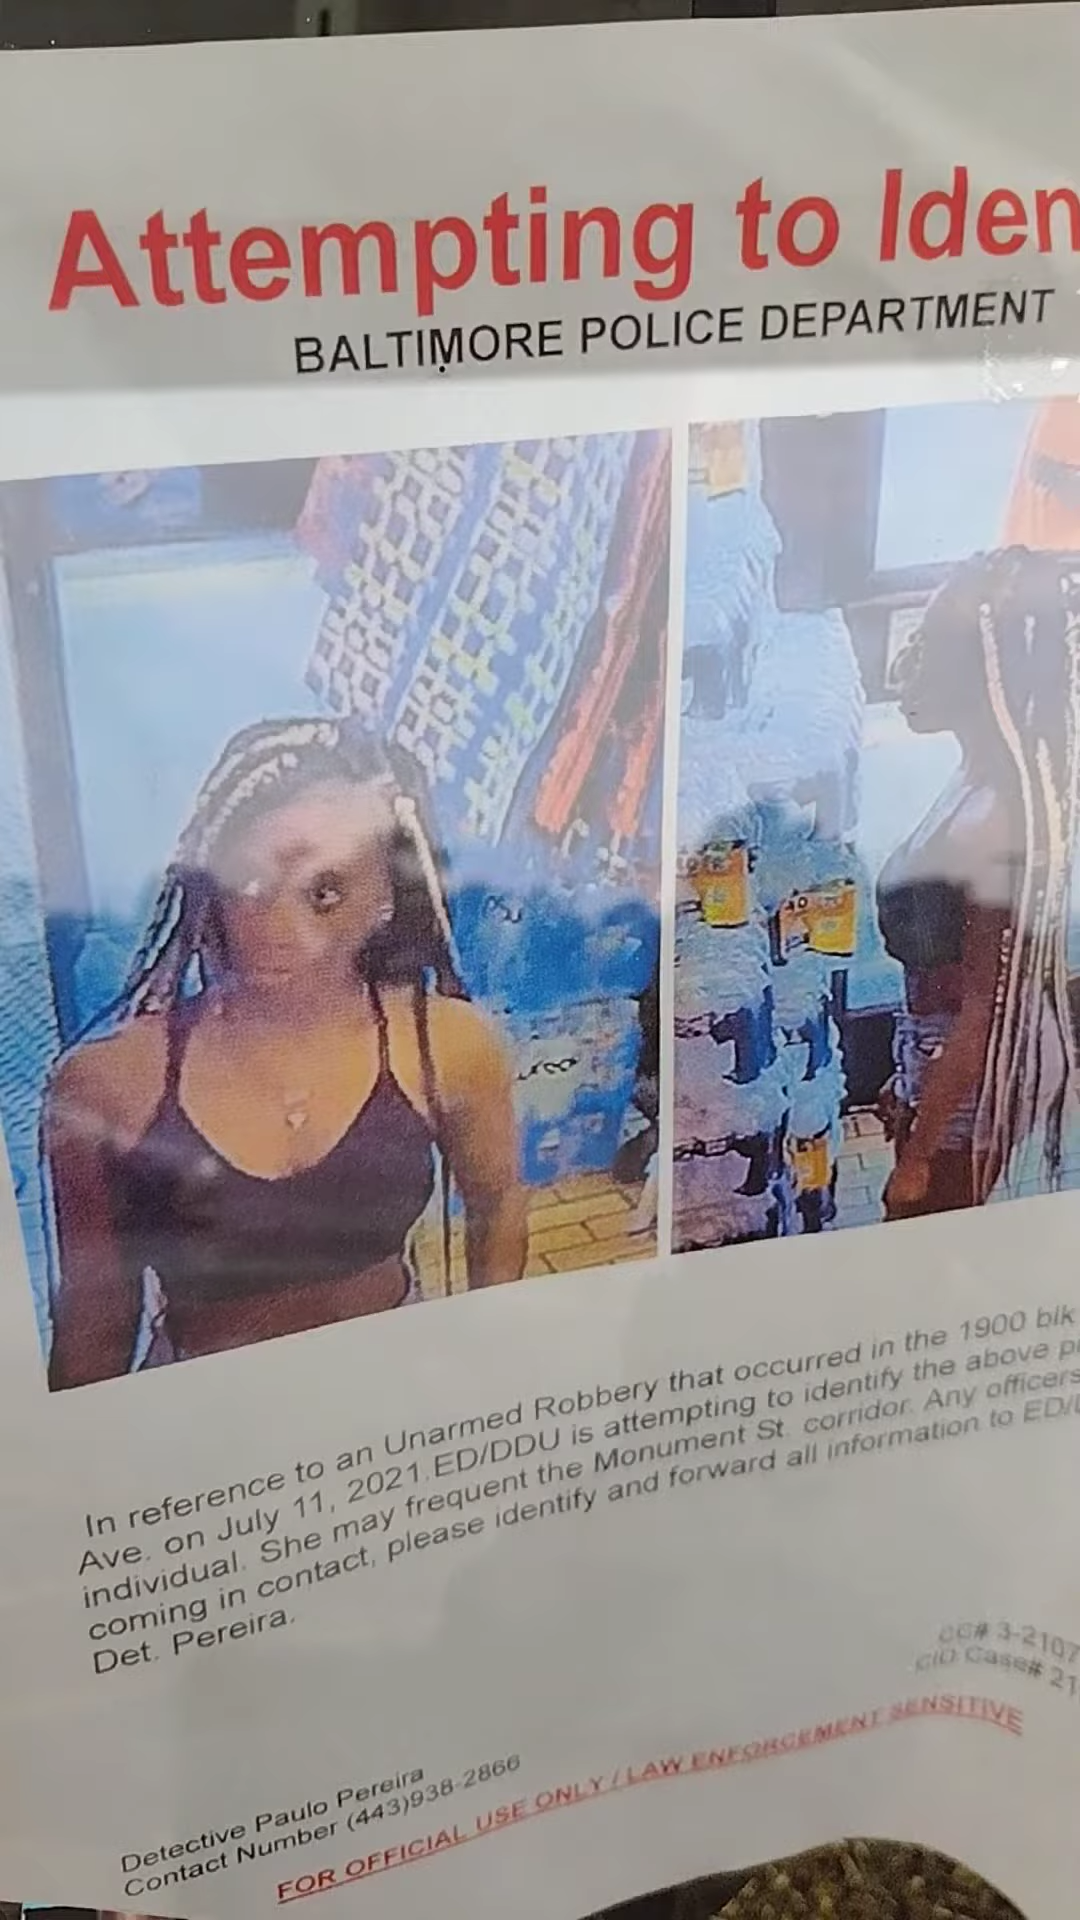 Attempting to Iden
BALTIMORE POLICE DEPARTMENT
In reference to an Unarmed Robbery that occurred in the 1900 blk
Ave. on July 11, 2021.ED/DDU is attempting to identify the above
individual. She may frequent the Monument St. corridor. Any officers
coming in contact, please identify and forward all information to ED/
Det. Pereira.
CC# 3-2107
CID Case# 21
Detective Paulo Pereira
Contact Number (443)938-2866
FOR OFFICIAL USE ONLY / LAW ENFORCEMENT SENSITIVE